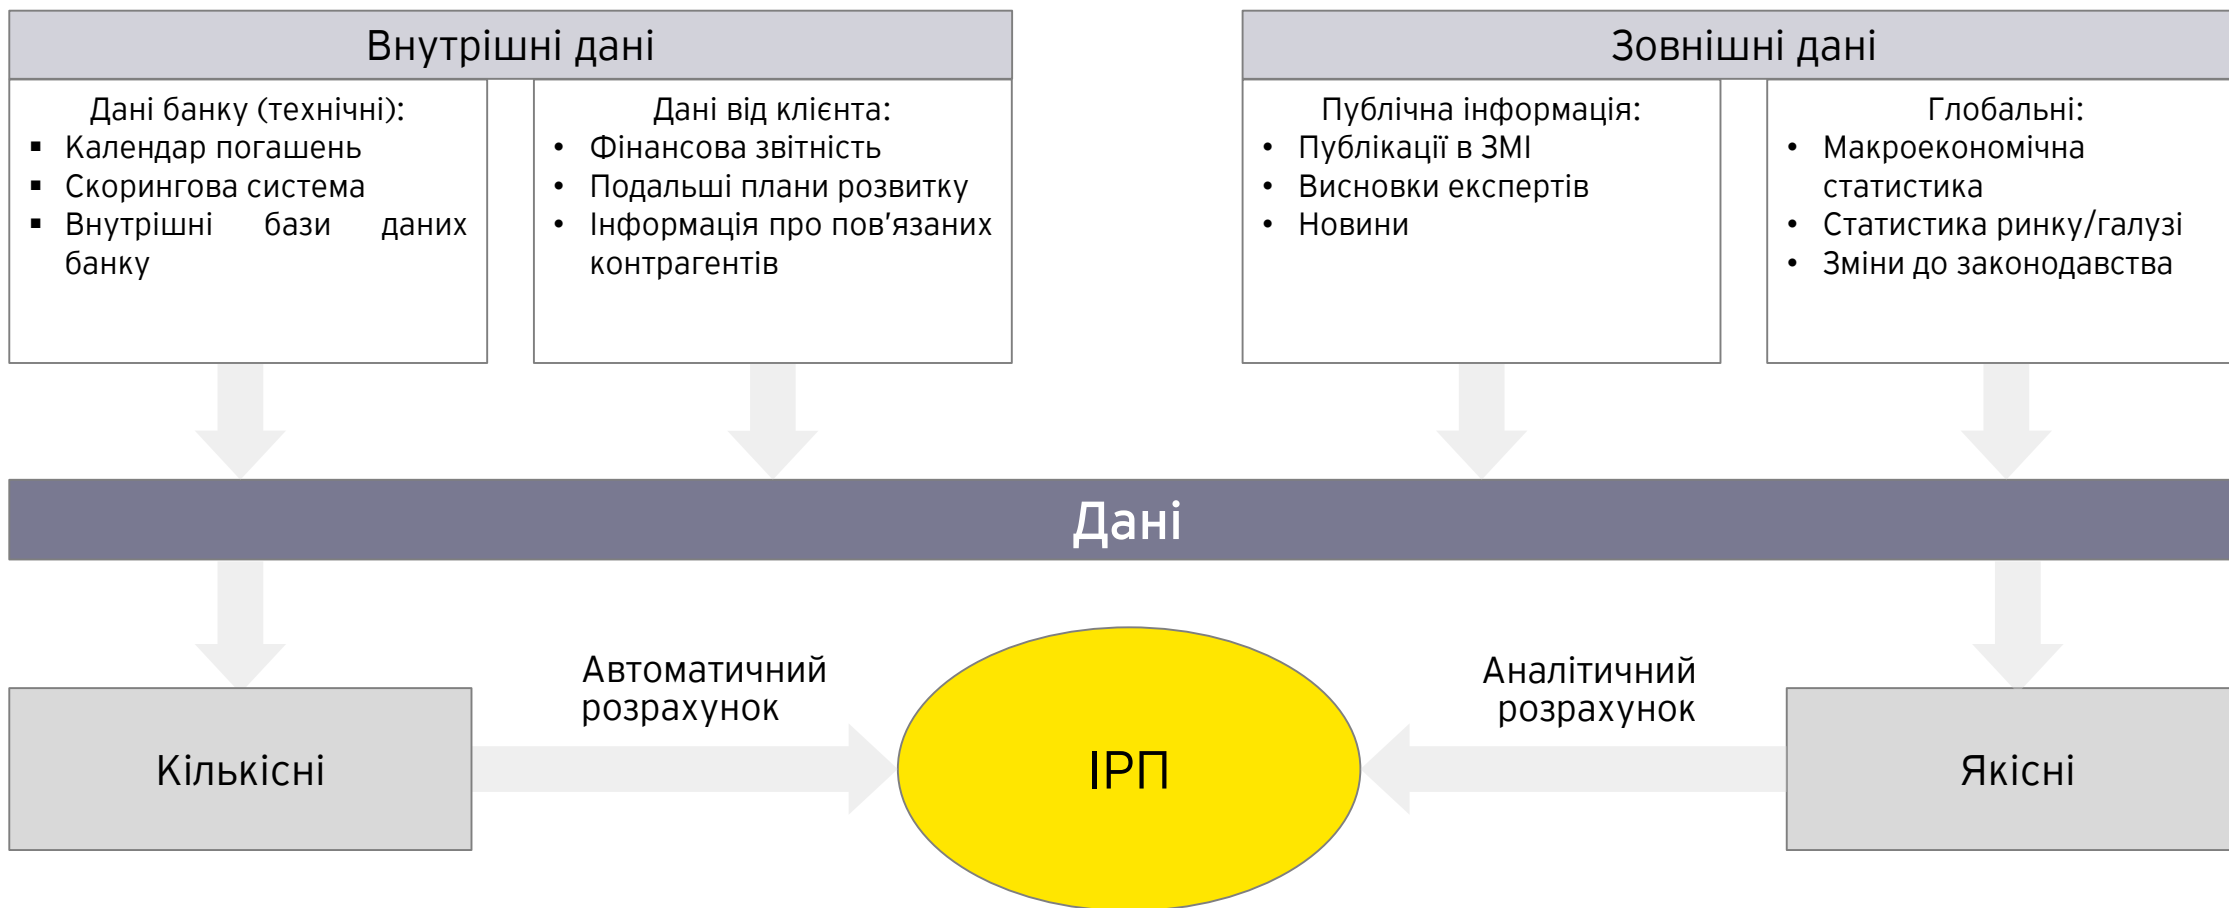 Внутрішні дані
Дані банку (технічні):
▪ Календар погашень
▪ Скорингова система
▪ Внутрішні бази даних
банку
Дані від клієнта:
• Фінансова звітність
• Подальші плани розвитку
• Інформація про пов'язаних
контрагентів
Зовнішні дані
Публічна інформація:
• Публікації в ЗМІ
• Висновки експертів
• Новини
Глобальні:
• Макроекономічна
статистика
• Статистика ринку/галузі
• Зміни до законодавства
Дані
Кількісні
Автоматичний
розрахунок
ІРП
Аналітичний
розрахунок
Якісні